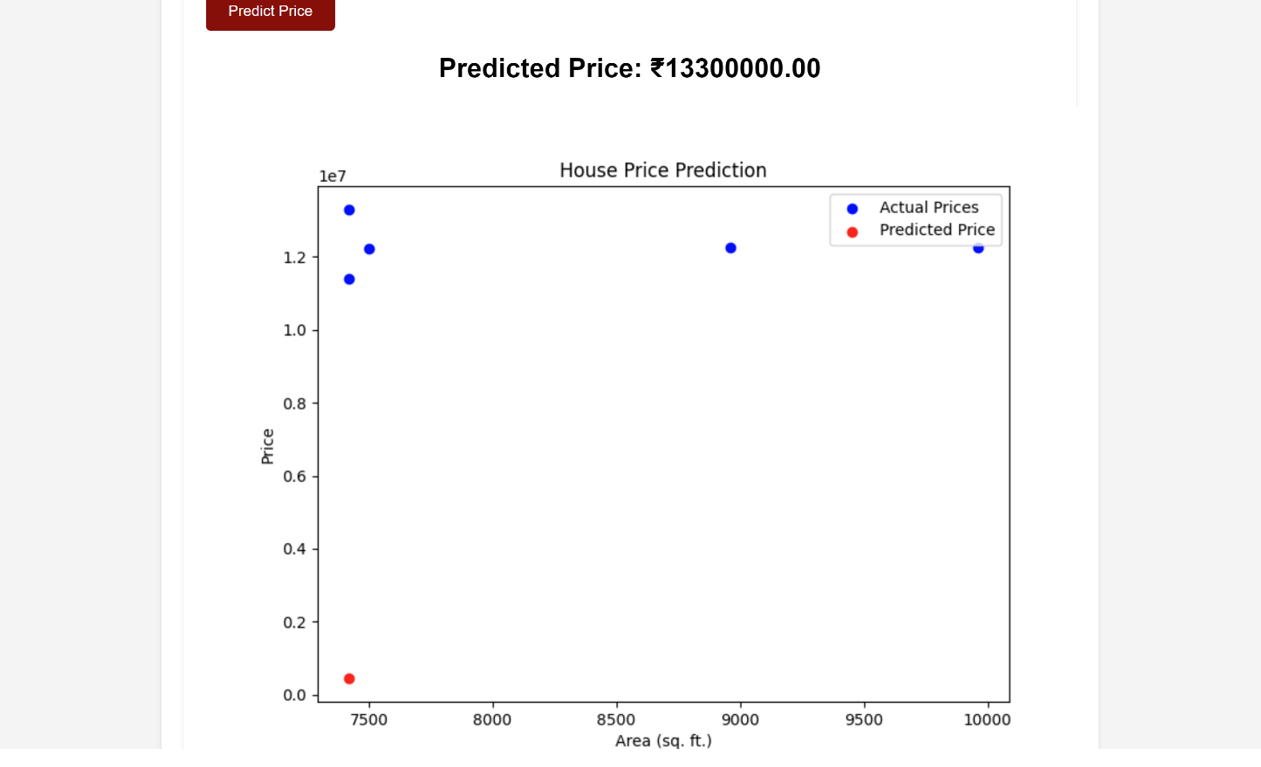 Predict Price
Predicted Price: ₹13300000.00
House Price Prediction
1e7
Actual Prices
Predicted Price
1.2
1.0
0.8
0.6
0.4
0.2
0.0
Price
7500 8000 8500 9000 9500 10000
Area (sq. ft.)